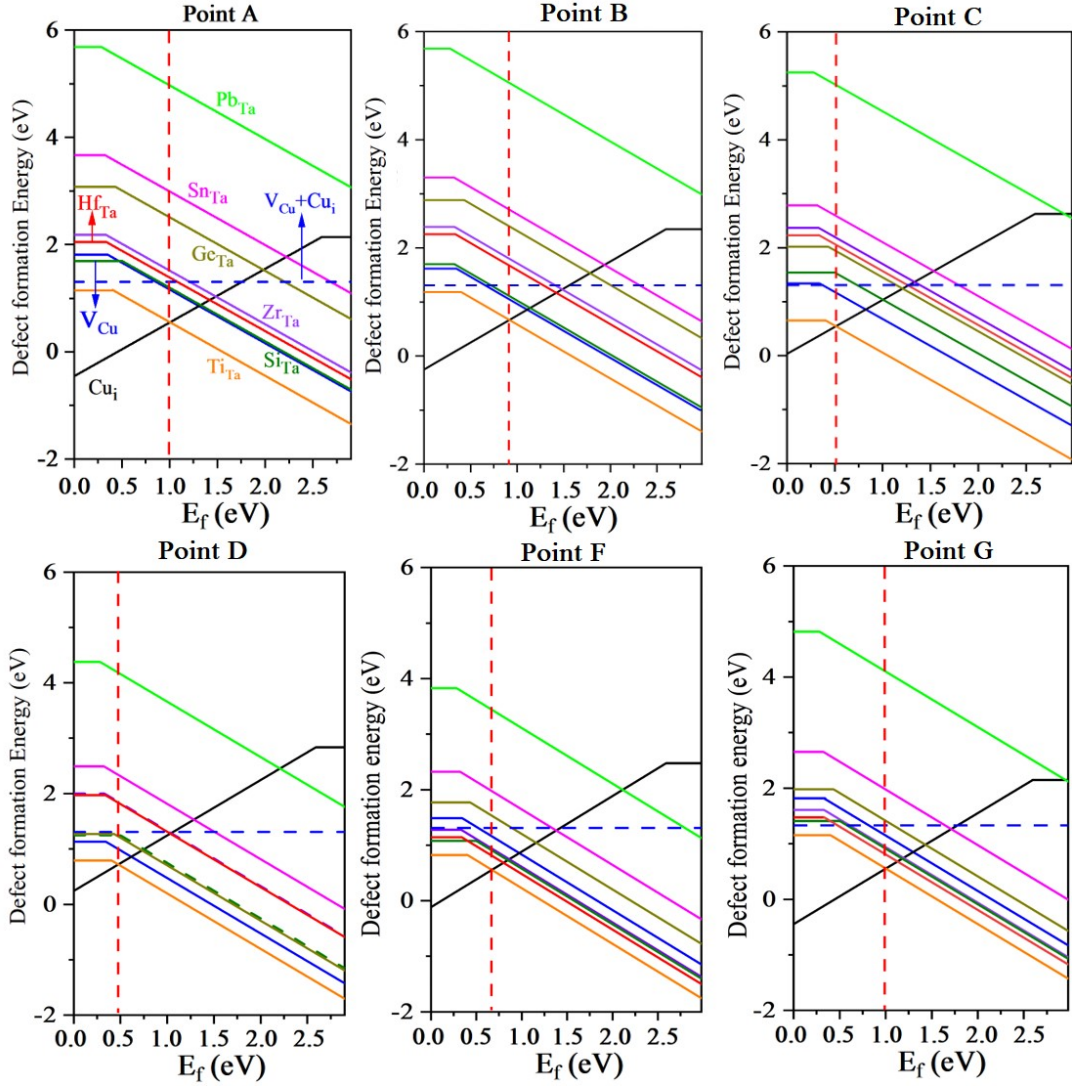 Point A
Defect formation Energy (eV)
6
4
2
0
-2
Pb_Ta
Sn_Ta
V_Cu+Cu_i
Hf_Ta
Ge_Ta
Zr_Ta
V_Cu
Si_Ta
Ti_Ta
Cu_i
0.0 0.5 1.0 1.5 2.0 2.5
E_f (eV)
Point B
Defect formation Energy (eV)
6
4
2
0
-2
0.0 0.5 1.0 1.5 2.0 2.5
E_f (eV)
Point C
Defect formation Energy (eV)
6
4
2
0
-2
0.0 0.5 1.0 1.5 2.0 2.5
E_f (eV)
Point D
Defect formation Energy (eV)
6
4
2
0
-2
0.0 0.5 1.0 1.5 2.0 2.5
E_f (eV)
Point F
Defect formation energy (eV)
6
4
2
0
-2
0.0 0.5 1.0 1.5 2.0 2.5
E_f (eV)
Point G
Defect formation energy (eV)
6
4
2
0
-2
0.0 0.5 1.0 1.5 2.0 2.5
E_f (eV)